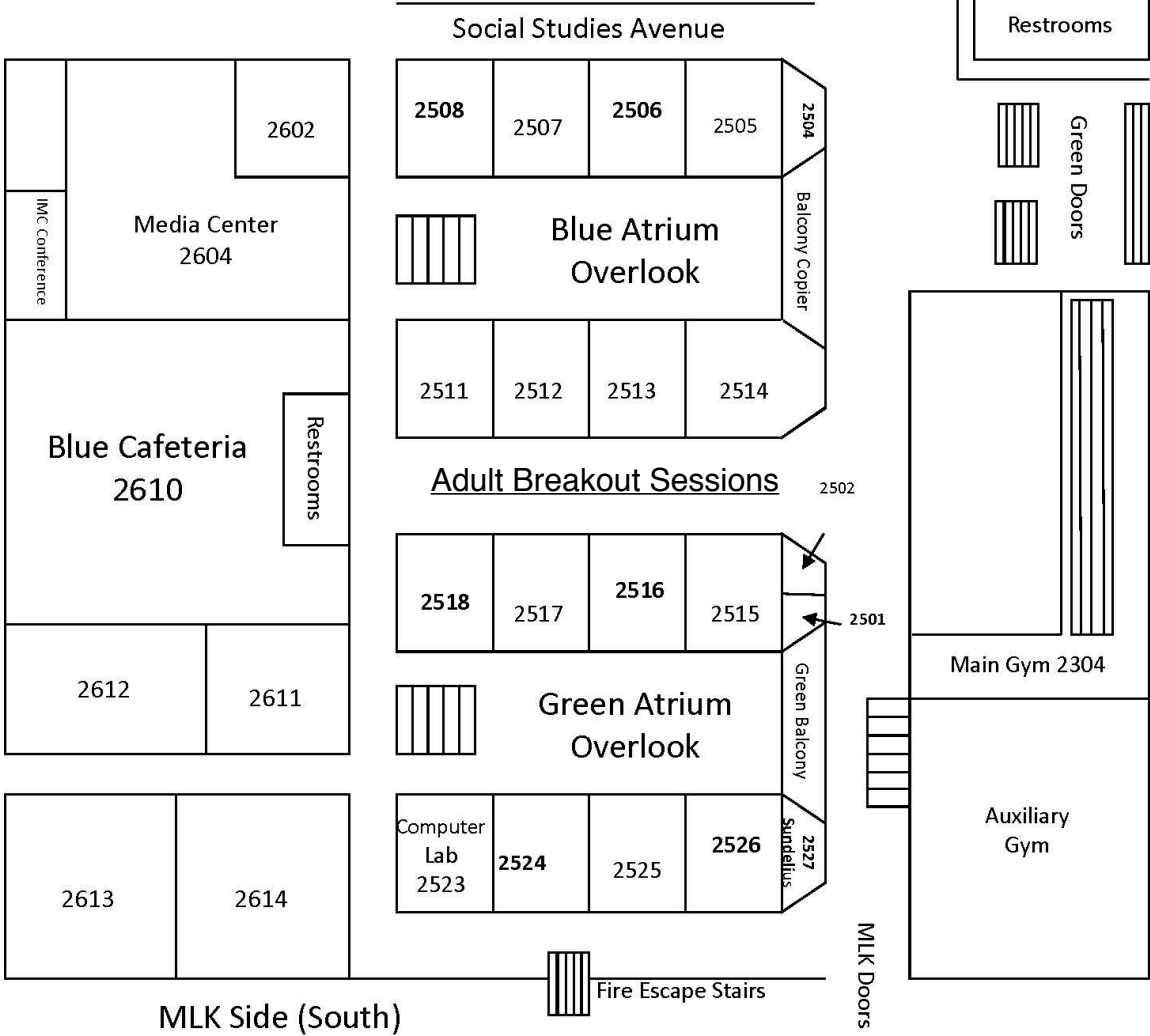 Social Studies Avenue
Restrooms
2508
2507
2506
2505
2504
2602
Green Doors
IMC Conference
Media Center
2604
Blue Atrium
Overlook
Balcony Copier
2511
2512
2513
2514
Blue Cafeteria
2610
Restrooms
Adult Breakout Sessions
2502
2518
2517
2516
2515
2501
Main Gym 2304
2612
2611
Green Atrium
Overlook
Green Balcony
Auxiliary
Gym
Computer
Lab
2523
2524
2525
2526
2527
Sundelius
2613
2614
MLK Doors
Fire Escape Stairs
MLK Side (South)